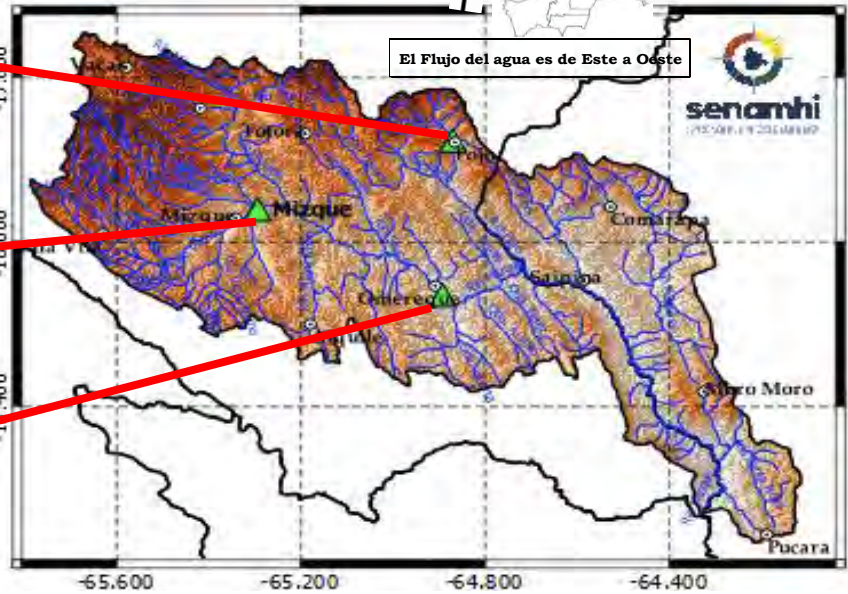 El Flujo del agua es de Este a Oeste
senamhi
Vacas
Totora
Pojo
Mizque
Mizque
Comarapa
Saipina
Omereque
Moro Moro
Pucara
-65.600
-65.200
-64.800
-64.400